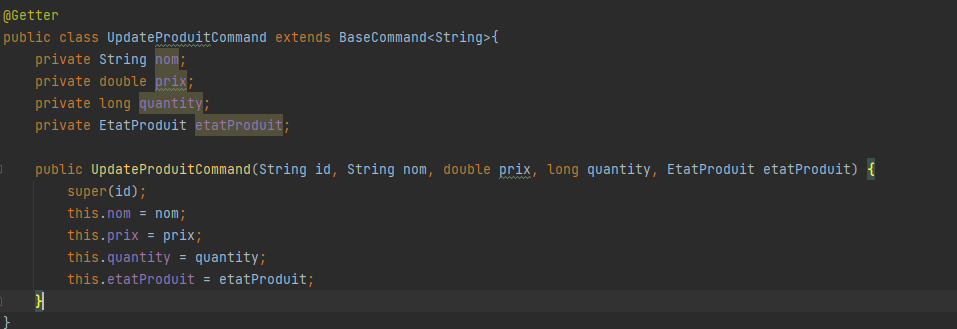 @Getter
public class UpdateProduitCommand extends BaseCommand<String>{
    private String nom;
    private double prix;
    private long quantity;
    private EtatProduit etatProduit;
    public UpdateProduitCommand(String id, String nom, double prix, long quantity, EtatProduit etatProduit) {
        super(id);
        this.nom = nom;
        this.prix = prix;
        this.quantity = quantity;
        this.etatProduit = etatProduit;
    }
}